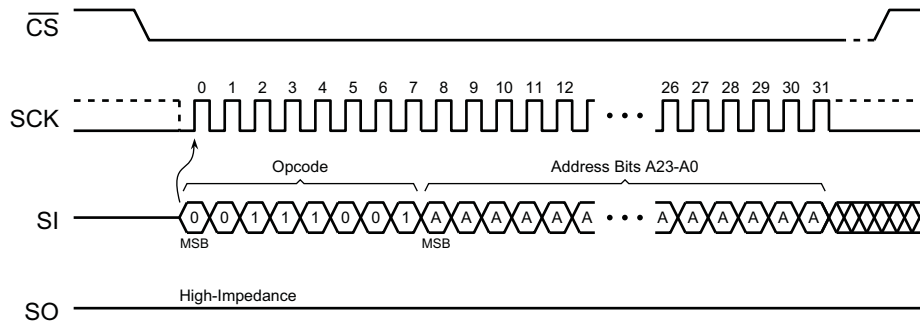 CS
0 1 2 3 4 5 6 7 8 9 10 11 12 26 27 28 29 30 31
SCK
Opcode Address Bits A23-A0
SI 0 0 1 1 1 0 0 1 A A A A A A A A A A A A
MSB MSB
High-Impedance
SO